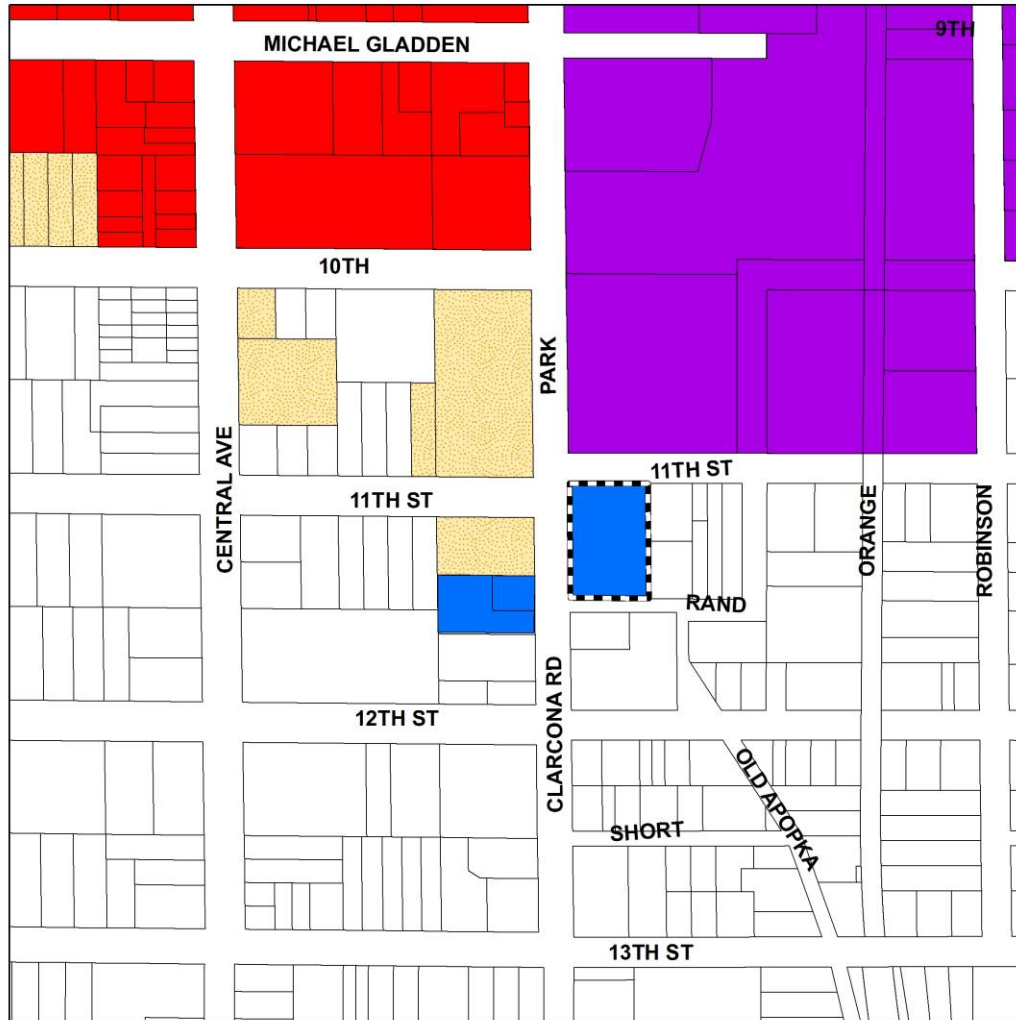 MICHAEL GLADDEN
9TH
10TH
PARK
CENTRAL AVE
11TH ST
11TH ST
ORANGE
ROBINSON
RAND
12TH ST
CLARCONA RD
OLD APOPKA
SHORT
13TH ST